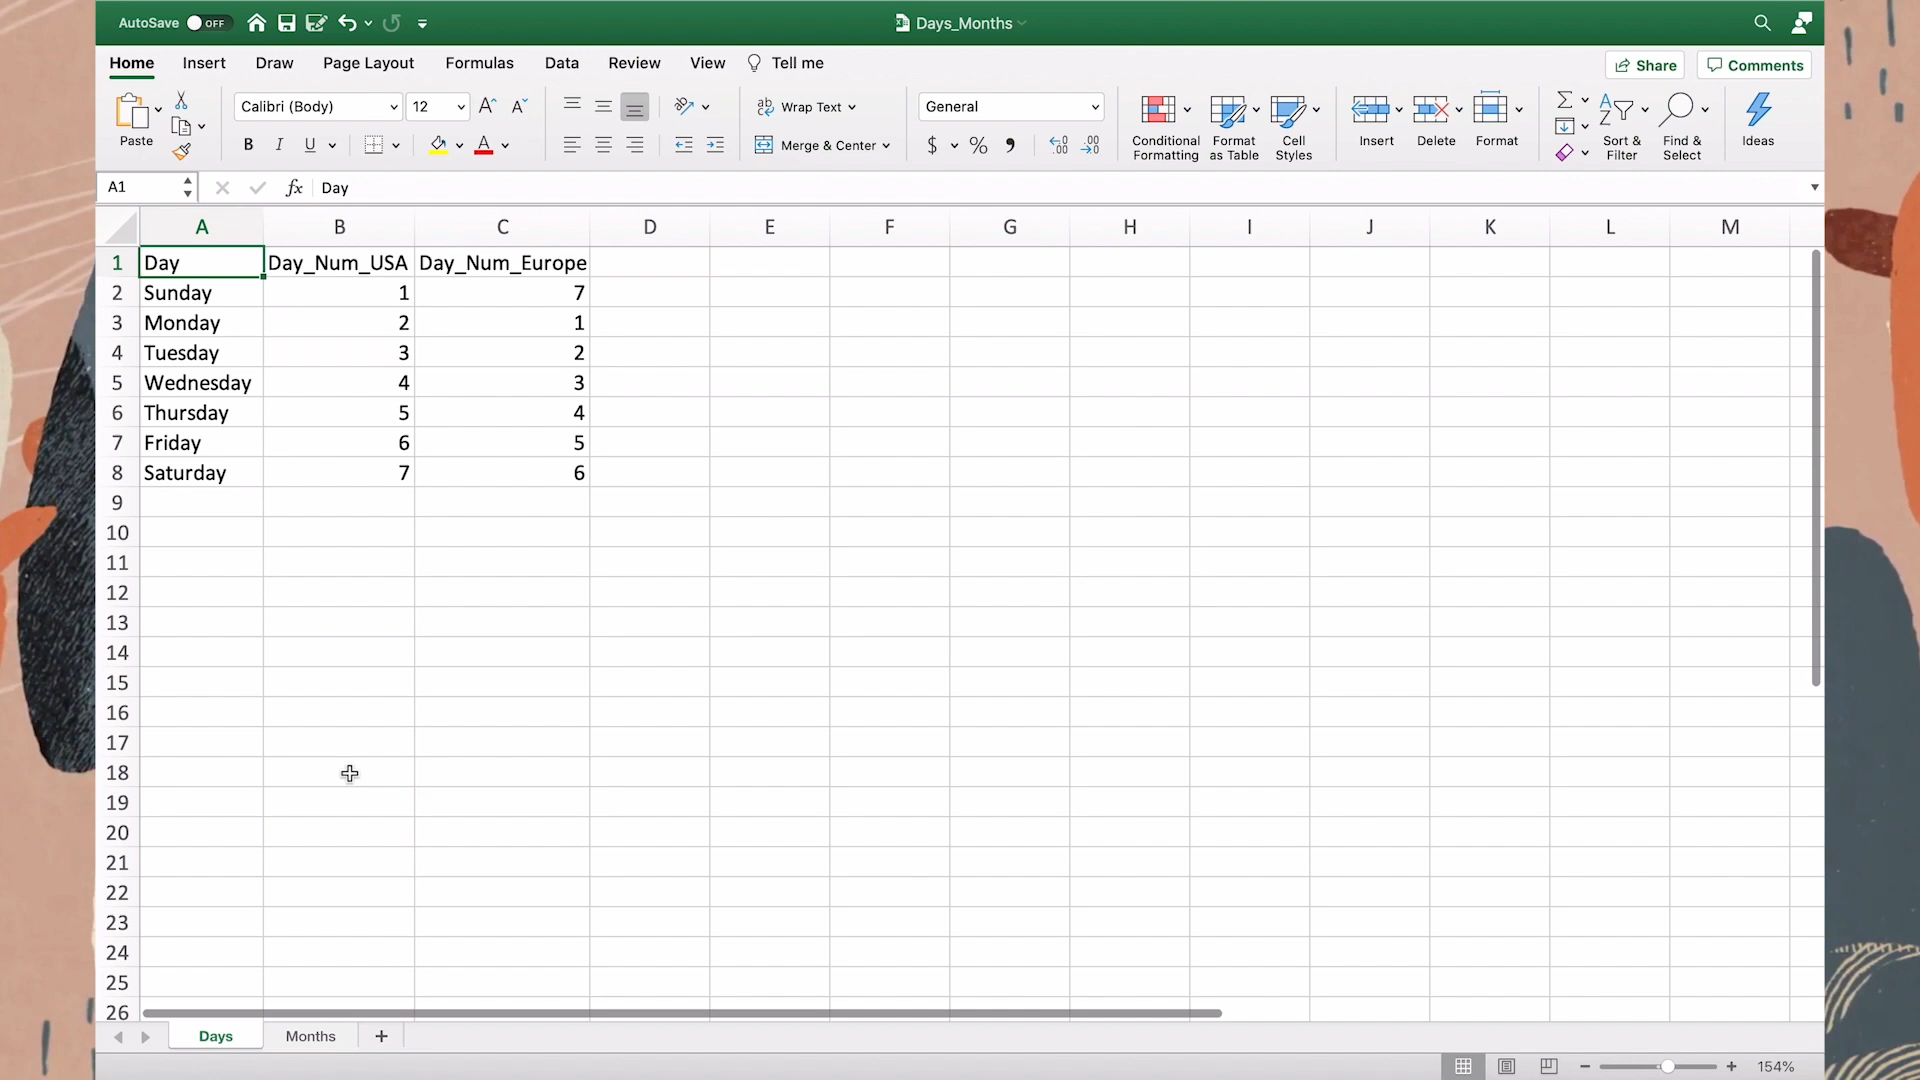 AutoSave OFF Days_Months
Home Insert Draw Page Layout Formulas Data Review View Tell me Share Comments
Paste Calibri (Body) 12 Wrap Text General
B I U Merge & Center $ % Conditional Formatting Format as Table Cell Styles Insert Delete Format Sort & Filter Find & Select Ideas
A1 fx Day
A B C D E F G H I J K L M
1 Day Day_Num_USA Day_Num_Europe
2 Sunday 1 7
3 Monday 2 1
4 Tuesday 3 2
5 Wednesday 4 3
6 Thursday 5 4
7 Friday 6 5
8 Saturday 7 6
9
10
11
12
13
14
15
16
17
18
19
20
21
22
23
24
25
26
Days Months +
154%